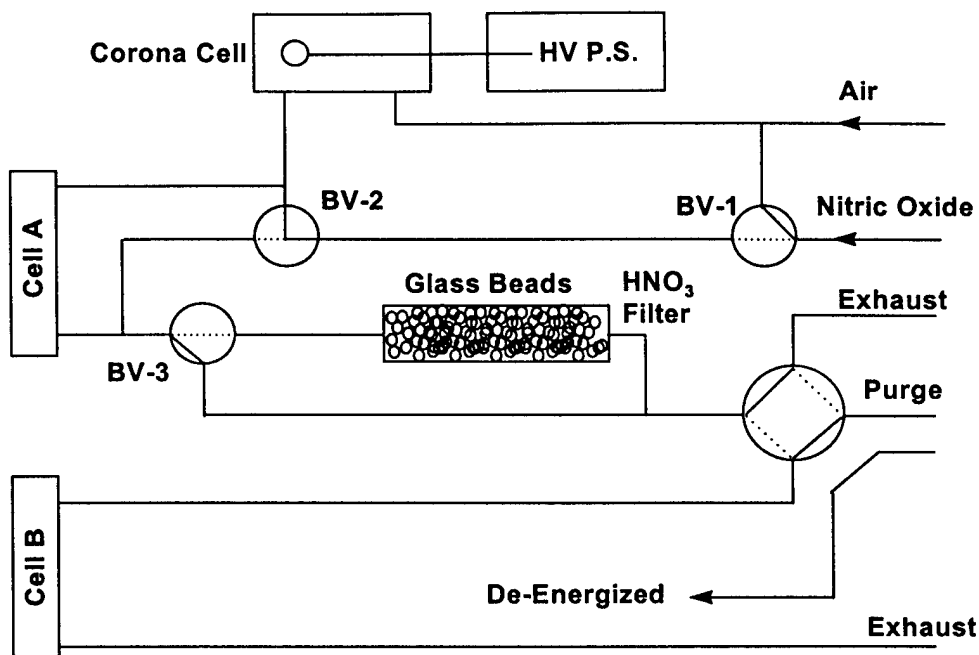 Corona Cell
HV P.S.
Air
BV-2
BV-1
Nitric Oxide
Cell A
Glass Beads
HNO₃
Filter
Exhaust
BV-3
Purge
Cell B
De-Energized
Exhaust